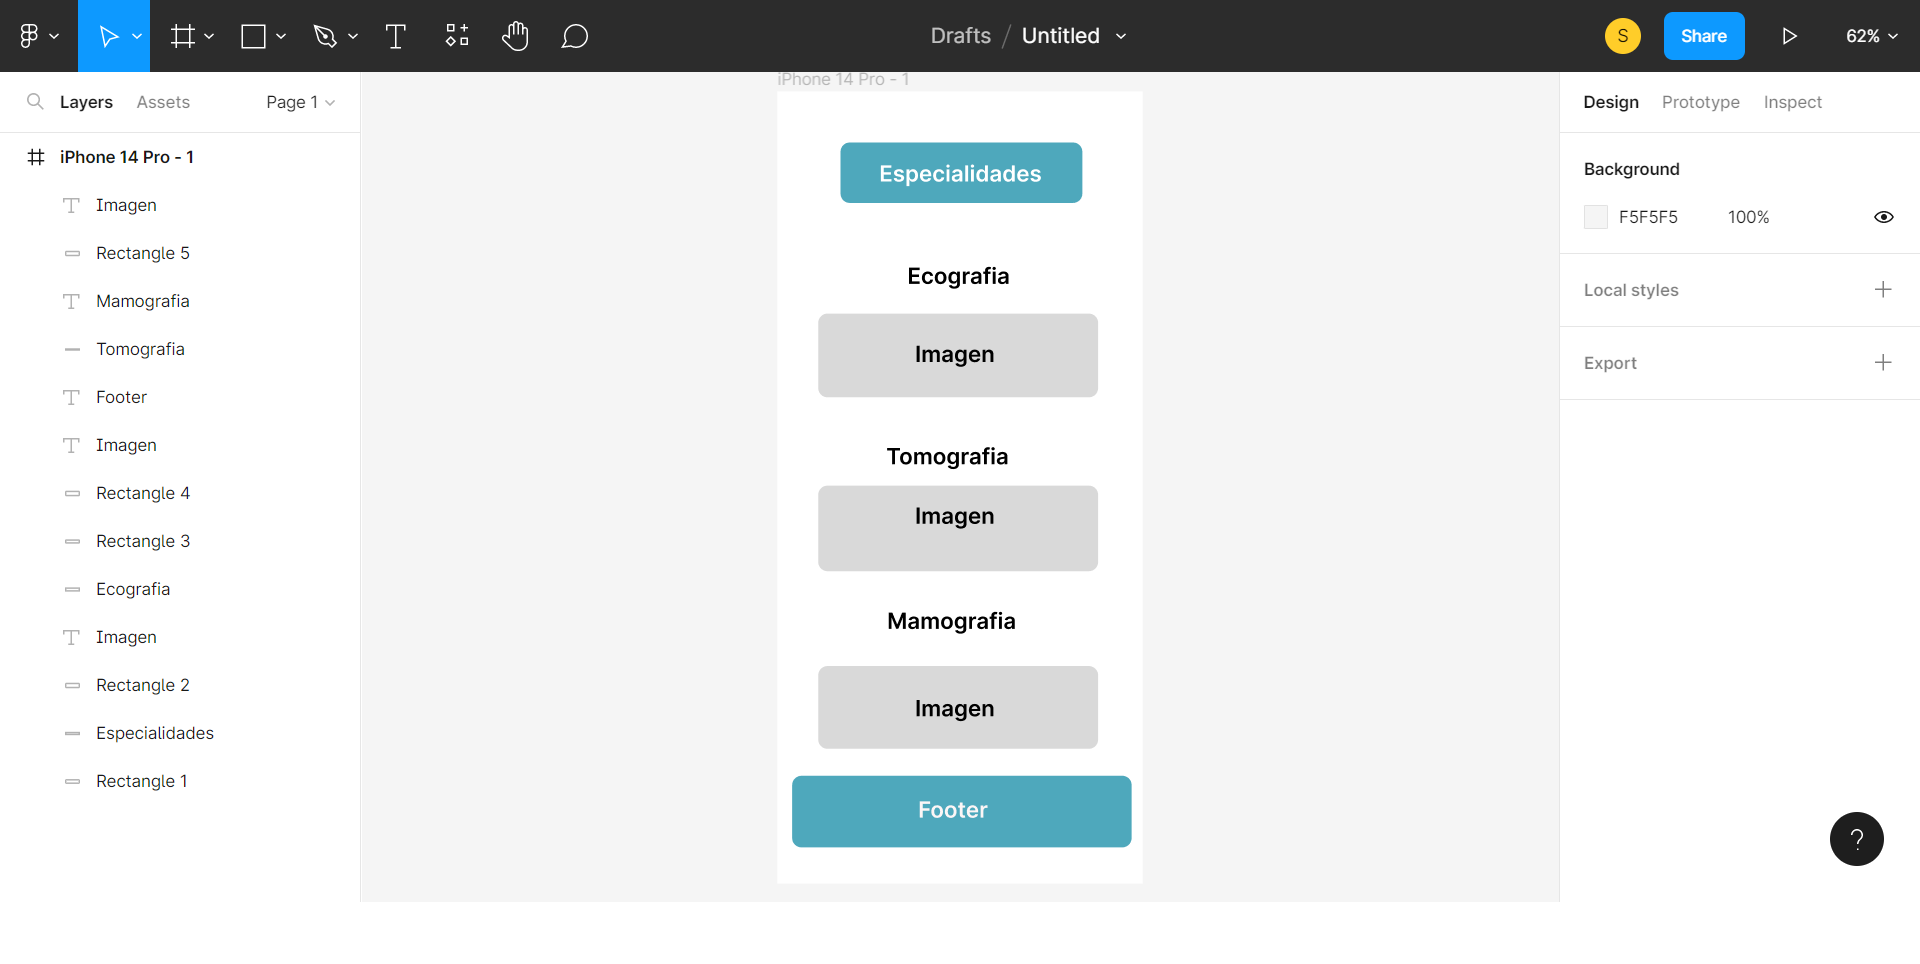 Drafts / Untitled
S
Share
62%
Layers
Assets
Page 1
iPhone 14 Pro - 1
Imagen
Rectangle 5
Mamografia
Tomografia
Footer
Imagen
Rectangle 4
Rectangle 3
Ecografia
Imagen
Rectangle 2
Especialidades
Rectangle 1
iPhone 14 Pro - 1
Especialidades
Ecografia
Imagen
Tomografia
Imagen
Mamografia
Imagen
Footer
Design
Prototype
Inspect
Background
F5F5F5
100%
Local styles
Export
?